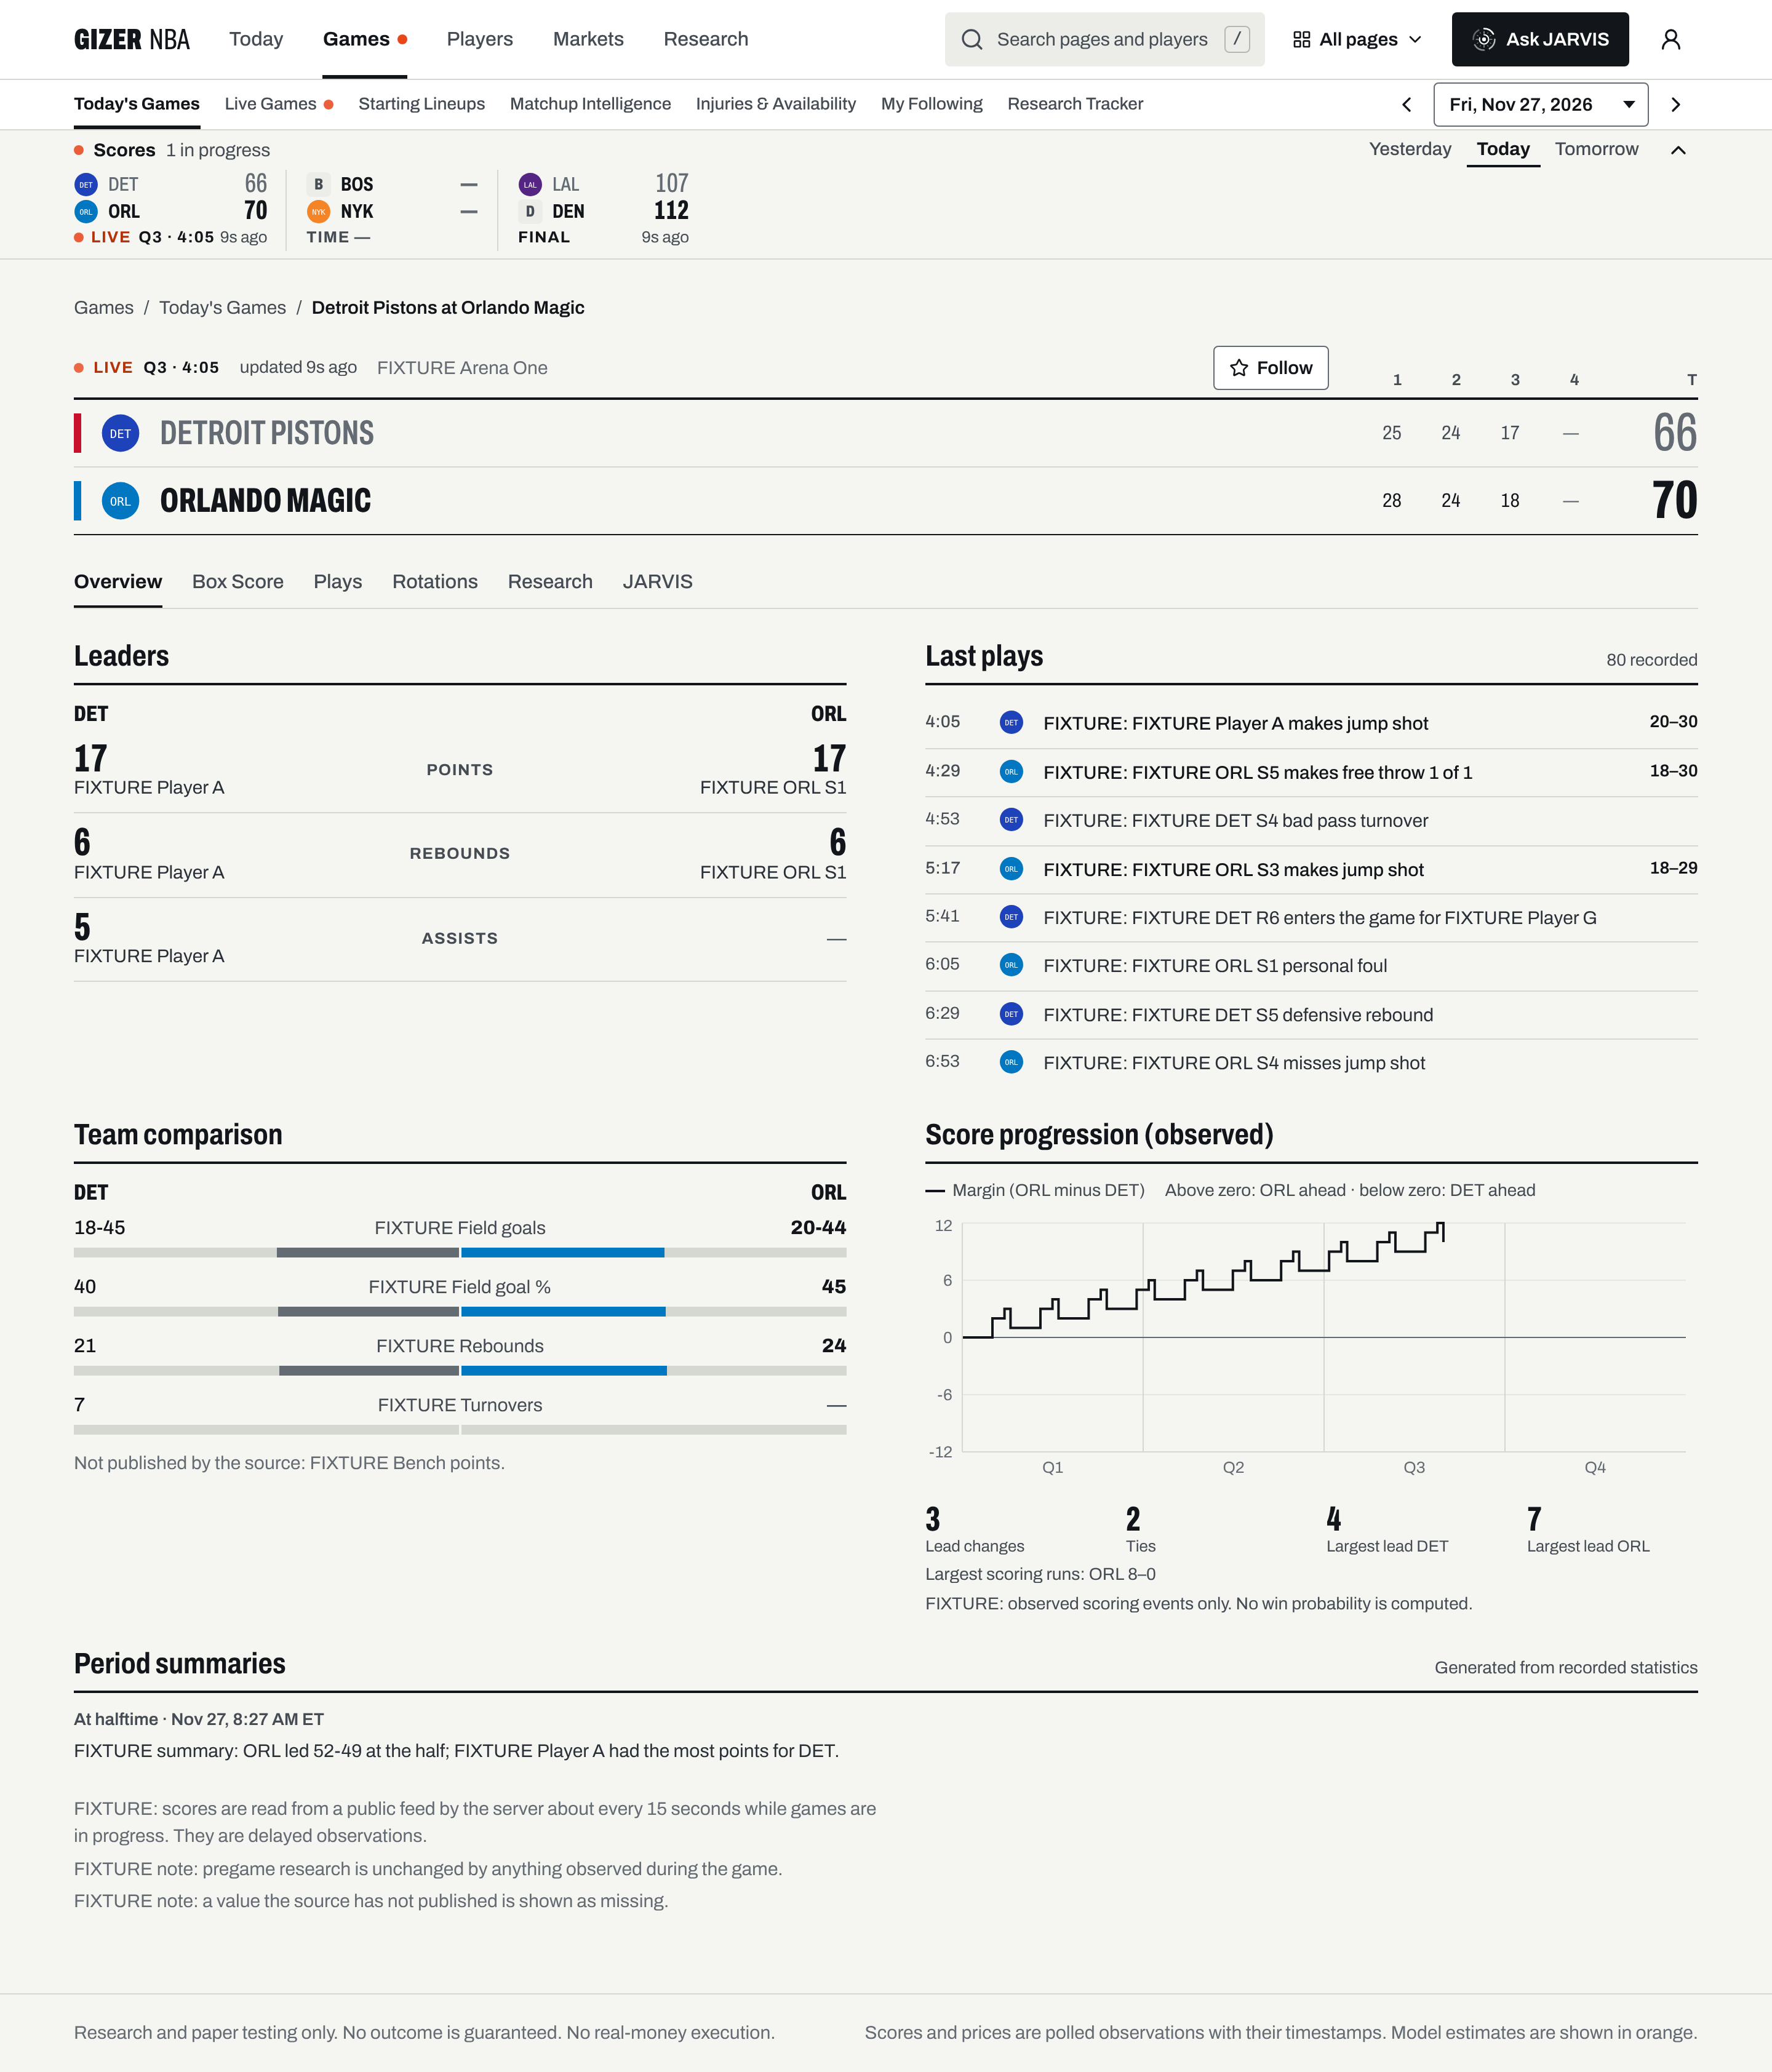 GIZER NBA Today Games Players Markets Research Search pages and players / All pages Ask JARVIS
Today's Games Live Games Starting Lineups Matchup Intelligence Injuries & Availability My Following Research Tracker Fri, Nov 27, 2026
Scores 1 in progress Yesterday Today Tomorrow
DET DET 66
ORL ORL 70
LIVE Q3 · 4:05 9s ago
B BOS —
NYK NYK —
TIME —
LAL LAL 107
D DEN 112
FINAL 9s ago
Games / Today's Games / Detroit Pistons at Orlando Magic
LIVE Q3 · 4:05 updated 9s ago FIXTURE Arena One Follow 1 2 3 4 T
DET DETROIT PISTONS 25 24 17 — 66
ORL ORLANDO MAGIC 28 24 18 — 70
Overview Box Score Plays Rotations Research JARVIS
Leaders
DET ORL
17 POINTS 17
FIXTURE Player A FIXTURE ORL S1
6 REBOUNDS 6
FIXTURE Player A FIXTURE ORL S1
5 ASSISTS —
FIXTURE Player A
Last plays 80 recorded
4:05 DET FIXTURE: FIXTURE Player A makes jump shot 20–30
4:29 ORL FIXTURE: FIXTURE ORL S5 makes free throw 1 of 1 18–30
4:53 DET FIXTURE: FIXTURE DET S4 bad pass turnover
5:17 ORL FIXTURE: FIXTURE ORL S3 makes jump shot 18–29
5:41 DET FIXTURE: FIXTURE DET R6 enters the game for FIXTURE Player G
6:05 ORL FIXTURE: FIXTURE ORL S1 personal foul
6:29 DET FIXTURE: FIXTURE DET S5 defensive rebound
6:53 ORL FIXTURE: FIXTURE ORL S4 misses jump shot
Team comparison
DET ORL
18-45 FIXTURE Field goals 20-44
40 FIXTURE Field goal % 45
21 FIXTURE Rebounds 24
7 FIXTURE Turnovers —
Not published by the source: FIXTURE Bench points.
Score progression (observed)
Margin (ORL minus DET) Above zero: ORL ahead · below zero: DET ahead
12
6
0
-6
-12
Q1 Q2 Q3 Q4
3 2 4 7
Lead changes Ties Largest lead DET Largest lead ORL
Largest scoring runs: ORL 8–0
FIXTURE: observed scoring events only. No win probability is computed.
Period summaries Generated from recorded statistics
At halftime · Nov 27, 8:27 AM ET
FIXTURE summary: ORL led 52-49 at the half; FIXTURE Player A had the most points for DET.
FIXTURE: scores are read from a public feed by the server about every 15 seconds while games are
in progress. They are delayed observations.
FIXTURE note: pregame research is unchanged by anything observed during the game.
FIXTURE note: a value the source has not published is shown as missing.
Research and paper testing only. No outcome is guaranteed. No real-money execution. Scores and prices are polled observations with their timestamps. Model estimates are shown in orange.